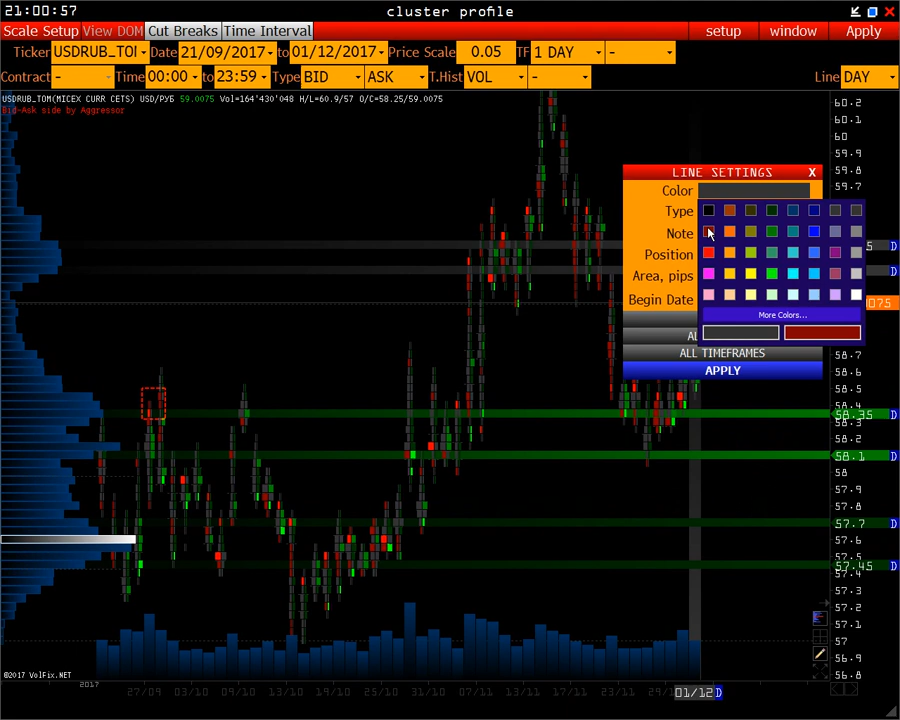 21:00:57 cluster profile
Scale Setup View DOM Cut Breaks Time Interval setup window Apply
Ticker USDRUB_TOM Date 21/09/2017 to 01/12/2017 Price Scale 0.05 TF 1 DAY -
Contract - Time 00:00 to 23:59 Type BID ASK T.Hist VOL - Line DAY
USDRUB_TOM(MICEX CURR CETS) USD/РУБ 59.0075 Vol=164'430'048 H/L=60.9/57 O/C=58.25/59.0075
Bid-Ask side by Aggressor
60.2
60.1
60
59.9
59.8
59.7
LINE SETTINGS X
Color
Type
Note
Position
Area, pips
Begin Date
More Colors...
ALL TIMEFRAMES
APPLY
D
D
58.7
58.6
58.5
58.4
58.35 D
58.3
58.2
58.1 D
58
57.9
57.8
57.7 D
57.6
57.5
57.45 D
57.4
57.3
57.2
57.1
57
56.9
56.8
©2017 VolFix.NET
2017
27/09 03/10 09/10 13/10 19/10 25/10 31/10 07/11 13/11 17/11 23/11 01/12 D